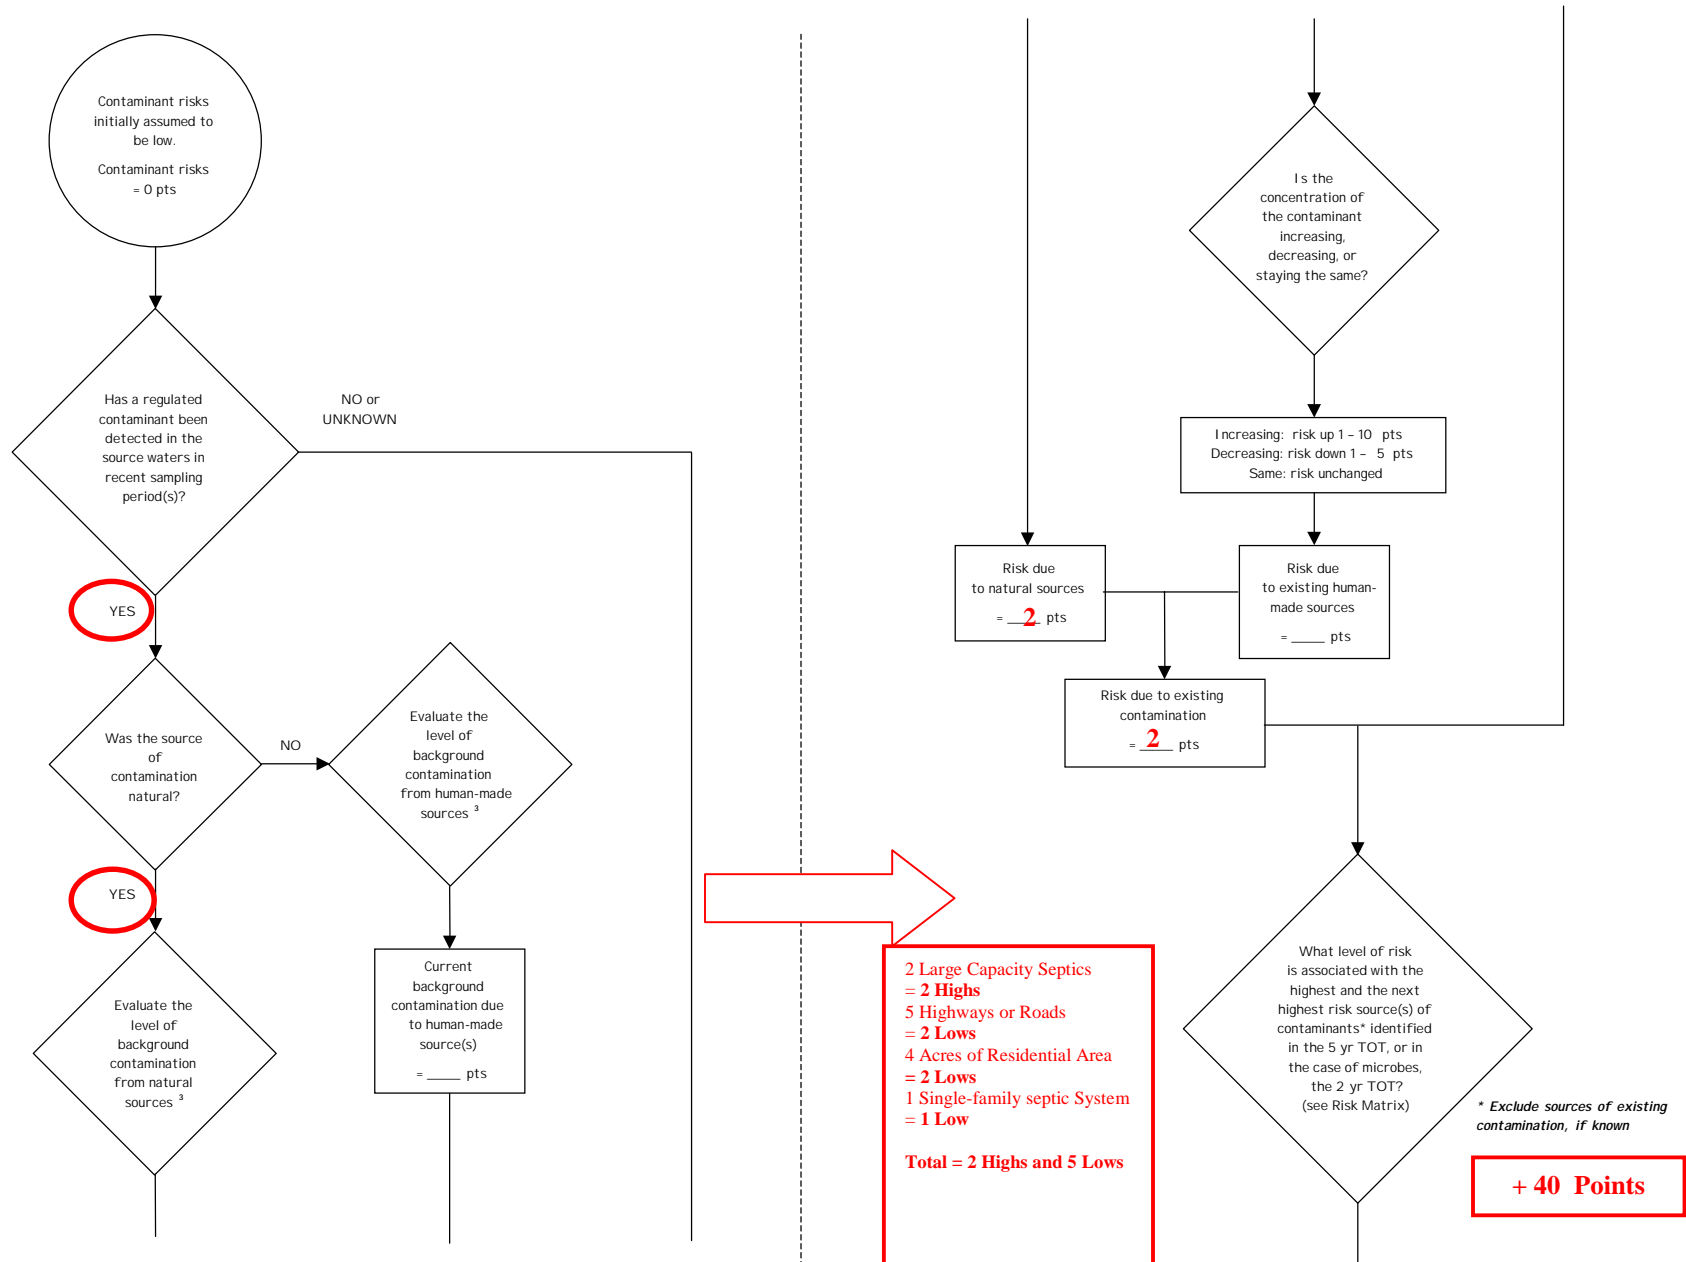 Contaminant risks
initially assumed to
be low.
Contaminant risks
= 0 pts
Has a regulated
contaminant been
detected in the
source waters in
recent sampling
period(s)?
NO or
UNKNOWN
YES
Was the source
of
contamination
natural?
NO
Evaluate the
level of
background
contamination
from human-made
sources ³
YES
Evaluate the
level of
background
contamination
from natural
sources ³
Current
background
contamination due
to human-made
source(s)
= _____ pts
Is the
concentration of
the contaminant
increasing,
decreasing, or
staying the same?
Increasing: risk up 1 – 10 pts
Decreasing: risk down 1 – 5 pts
Same: risk unchanged
Risk due
to natural sources
= __2__ pts
Risk due
to existing human-
made sources
= _____ pts
Risk due to existing
contamination
= __2__ pts
2 Large Capacity Septics
= 2 Highs
5 Highways or Roads
= 2 Lows
4 Acres of Residential Area
= 2 Lows
1 Single-family septic System
= 1 Low
Total = 2 Highs and 5 Lows
What level of risk
is associated with the
highest and the next
highest risk source(s) of
contaminants* identified
in the 5 yr TOT, or in
the case of microbes,
the 2 yr TOT?
(see Risk Matrix)
* Exclude sources of existing
contamination, if known
+ 40 Points